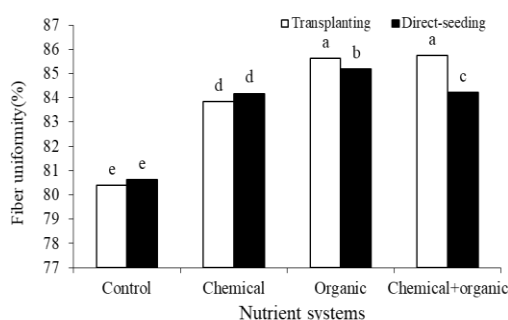 87
86
85
84
83
82
81
80
79
78
77
Fiber uniformity(%)
Transplanting Direct-seeding
e e d d a b a c
Control Chemical Organic Chemical+organic
Nutrient systems